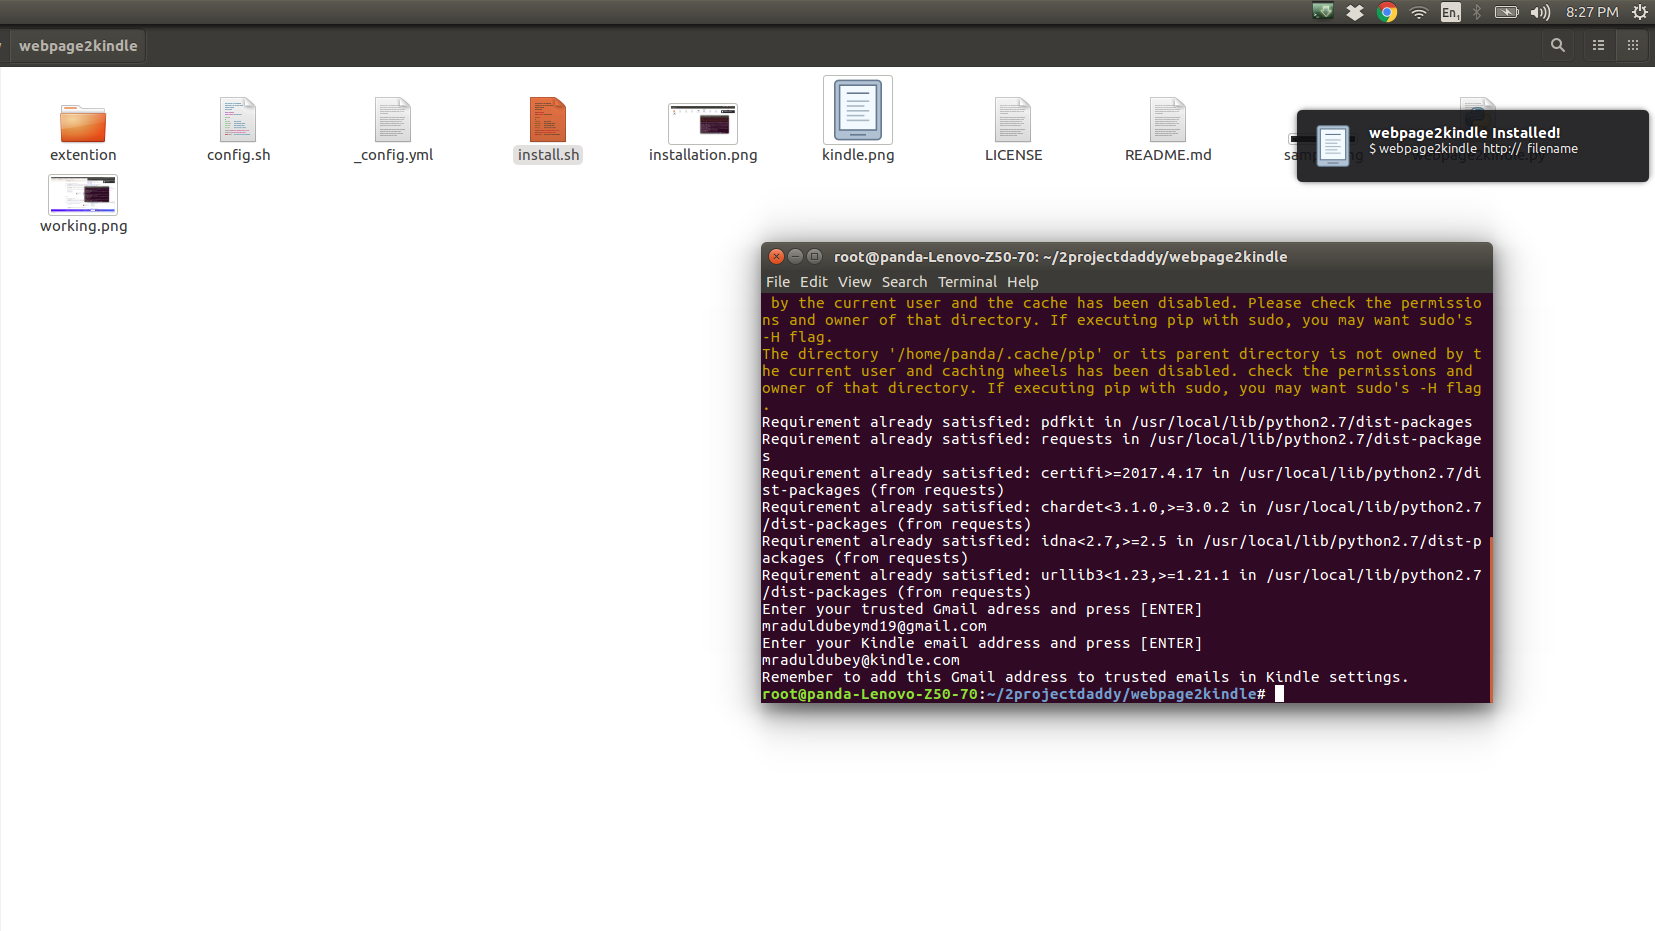 En1
8:27 PM
webpage2kindle
extention
config.sh
_config.yml
install.sh
installation.png
kindle.png
LICENSE
README.md
webpage2kindle.py
webpage2kindle Installed!
$ webpage2kindle http:// filename
working.png
root@panda-Lenovo-Z50-70: ~/2projectdaddy/webpage2kindle
File Edit View Search Terminal Help
by the current user and the cache has been disabled. Please check the permissio
ns and owner of that directory. If executing pip with sudo, you may want sudo's
-H flag.
The directory '/home/panda/.cache/pip' or its parent directory is not owned by t
he current user and caching wheels has been disabled. check the permissions and
owner of that directory. If executing pip with sudo, you may want sudo's -H flag
.
Requirement already satisfied: pdfkit in /usr/local/lib/python2.7/dist-packages
Requirement already satisfied: requests in /usr/local/lib/python2.7/dist-package
s
Requirement already satisfied: certifi>=2017.4.17 in /usr/local/lib/python2.7/di
st-packages (from requests)
Requirement already satisfied: chardet<3.1.0,>=3.0.2 in /usr/local/lib/python2.7
/dist-packages (from requests)
Requirement already satisfied: idna<2.7,>=2.5 in /usr/local/lib/python2.7/dist-p
ackages (from requests)
Requirement already satisfied: urllib3<1.23,>=1.21.1 in /usr/local/lib/python2.7
/dist-packages (from requests)
Enter your trusted Gmail adress and press [ENTER]
mraduldubeymd19@gmail.com
Enter your Kindle email address and press [ENTER]
mraduldubey@kindle.com
Remember to add this Gmail address to trusted emails in Kindle settings.
root@panda-Lenovo-Z50-70:~/2projectdaddy/webpage2kindle#